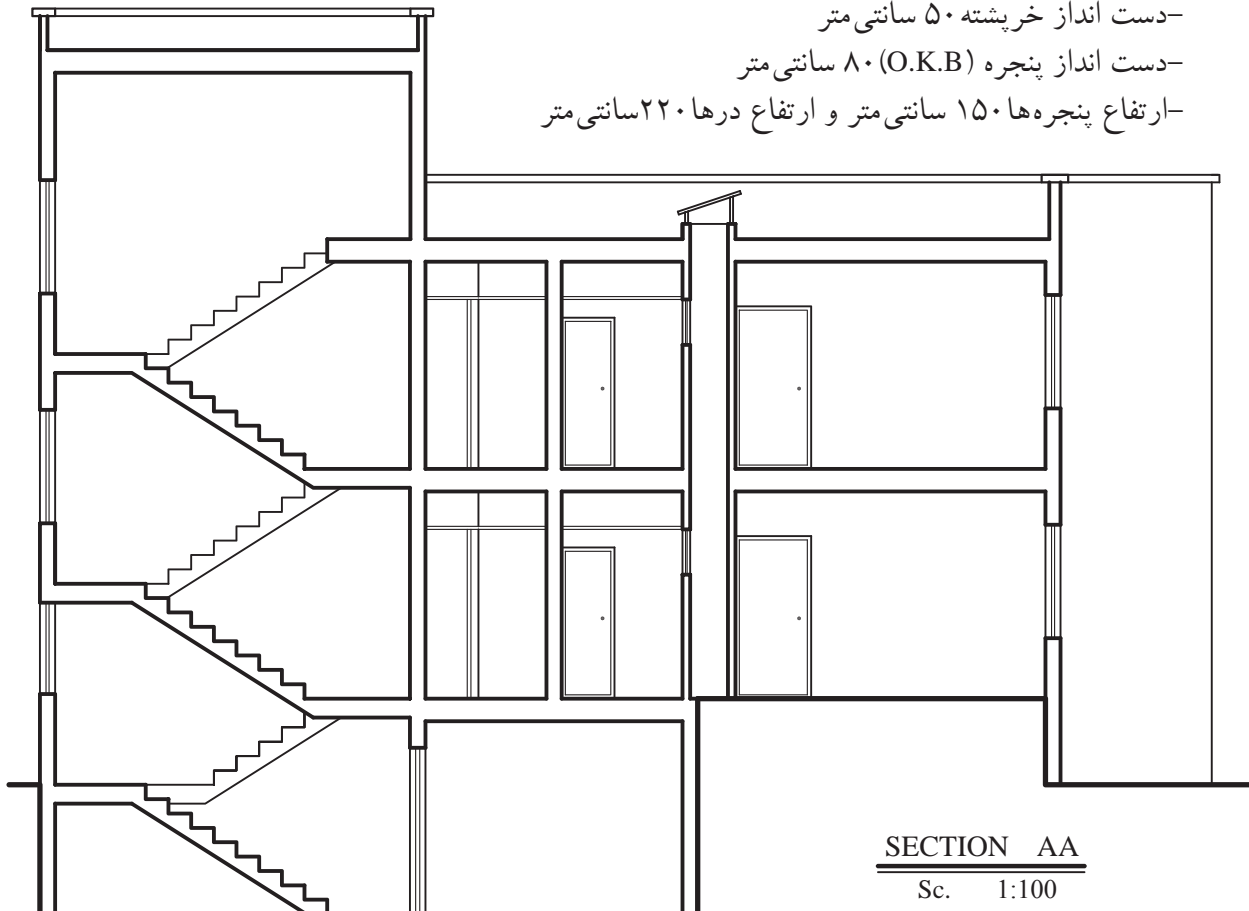 -دست انداز خرپشته ۵۰ سانتی‌متر
-دست انداز پنجره (O.K.B) ۸۰ سانتی‌متر
-ارتفاع پنجره‌ها ۱۵۰ سانتی‌متر و ارتفاع درها ۲۲۰ سانتی‌متر
SECTION AA
Sc. 1:100